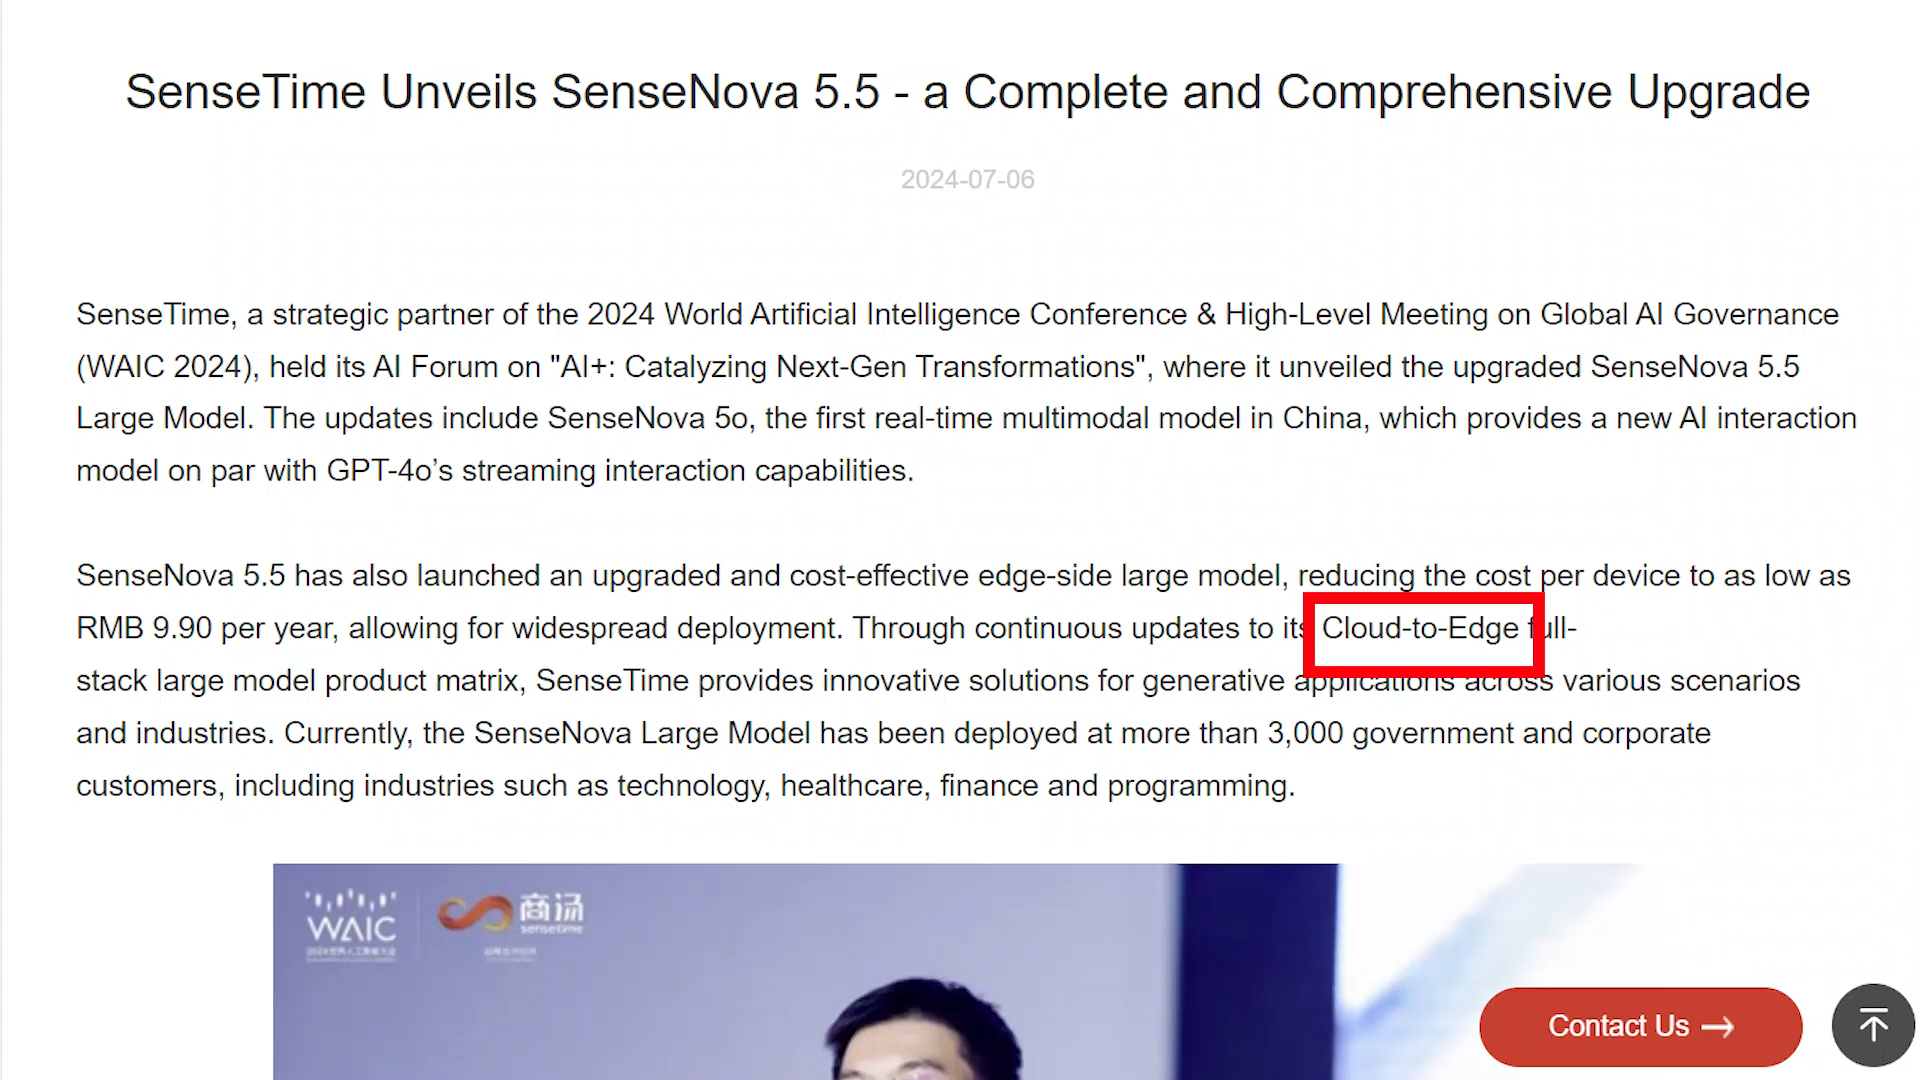 SenseTime Unveils SenseNova 5.5 - a Complete and Comprehensive Upgrade
2024-07-06
SenseTime, a strategic partner of the 2024 World Artificial Intelligence Conference & High-Level Meeting on Global AI Governance
(WAIC 2024), held its AI Forum on "AI+: Catalyzing Next-Gen Transformations", where it unveiled the upgraded SenseNova 5.5
Large Model. The updates include SenseNova 5o, the first real-time multimodal model in China, which provides a new AI interaction
model on par with GPT-4o’s streaming interaction capabilities.
SenseNova 5.5 has also launched an upgraded and cost-effective edge-side large model, reducing the cost per device to as low as
RMB 9.90 per year, allowing for widespread deployment. Through continuous updates to its Cloud-to-Edge full-
stack large model product matrix, SenseTime provides innovative solutions for generative applications across various scenarios
and industries. Currently, the SenseNova Large Model has been deployed at more than 3,000 government and corporate
customers, including industries such as technology, healthcare, finance and programming.
WAIC
商汤
sensetime
Contact Us